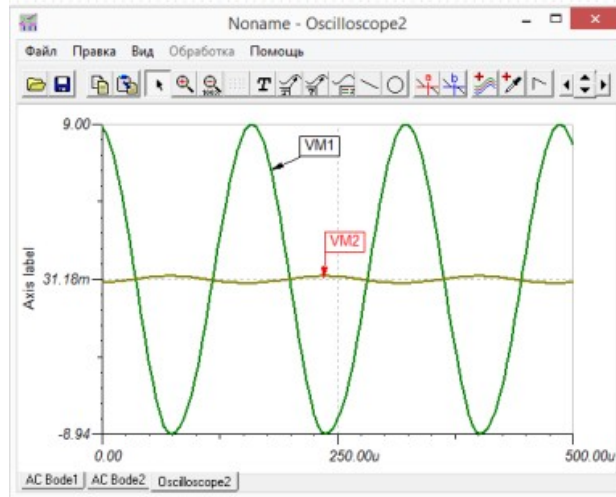 Noname - Oscilloscope2
Файл Правка Вид Обработка Помощь
T a b
9.00
VM1
VM2
Axis label
31.18m
-8.94
0.00 250.00u 500.00u
AC Bode1 AC Bode2 Oscilloscope2